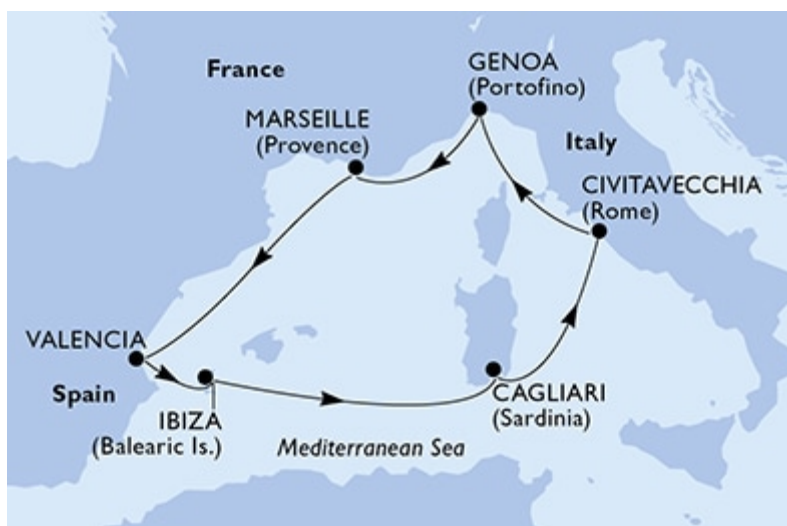 France
GENOA
(Portofino)
MARSEILLE
(Provence)
Italy
CIVITAVECCHIA
(Rome)
VALENCIA
Spain
IBIZA
(Balearic Is.)
CAGLIARI
(Sardinia)
Mediterranean Sea